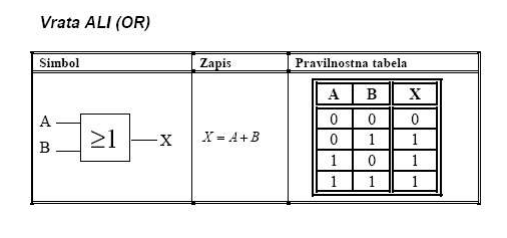 Vrata ALI (OR)
Simbol Zapis Pravilnostna tabela
A B X
0 0 0
0 1 1
1 0 1
1 1 1
A
B
≥1
X
X = A + B